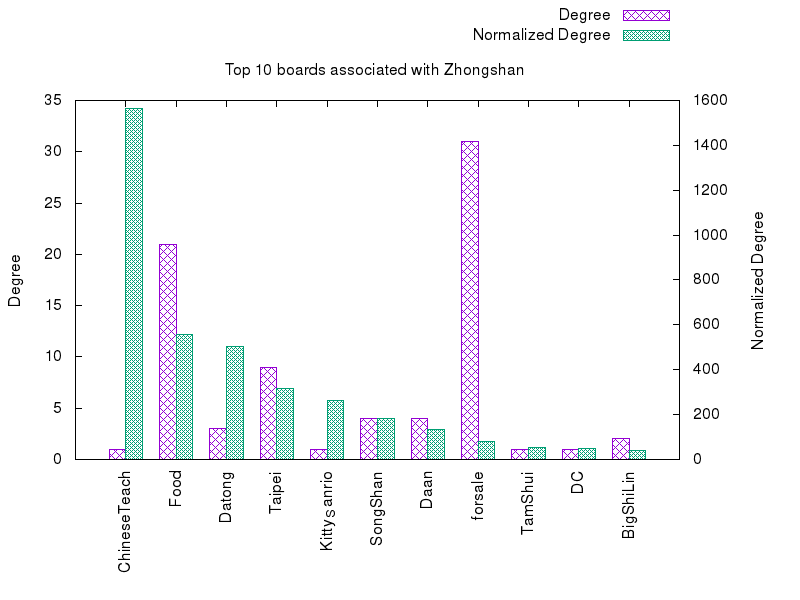 Degree
Normalized Degree
Top 10 boards associated with Zhongshan
35 1600
30 1400
25 1200
20 1000
15 800
10 600
5 400
0 200
0
Degree
Normalized Degree
ChineseTeach
Food
Datong
Taipei
KittySanrio
SongShan
Daan
forsale
TamShui
DC
BigShiLin